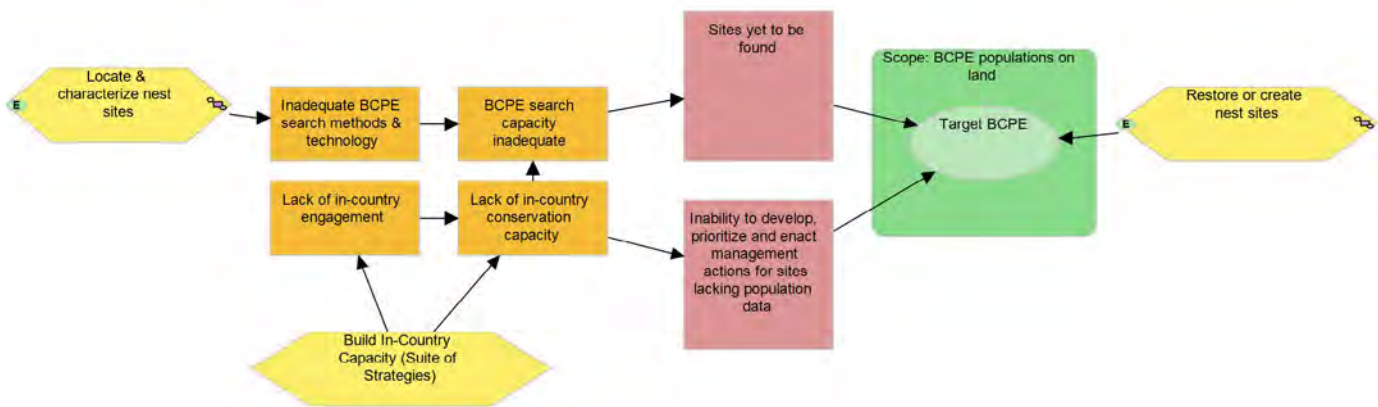 Locate &
characterize nest
sites
E
Inadequate BCPE
search methods &
technology
BCPE search
capacity
inadequate
Sites yet to be
found
Scope: BCPE populations on
land
Target BCPE
E
Restore or create
nest sites
Lack of in-country
engagement
Lack of in-country
conservation
capacity
Inability to develop,
prioritize and enact
management
actions for sites
lacking population
data
Build In-Country
Capacity (Suite of
Strategies)